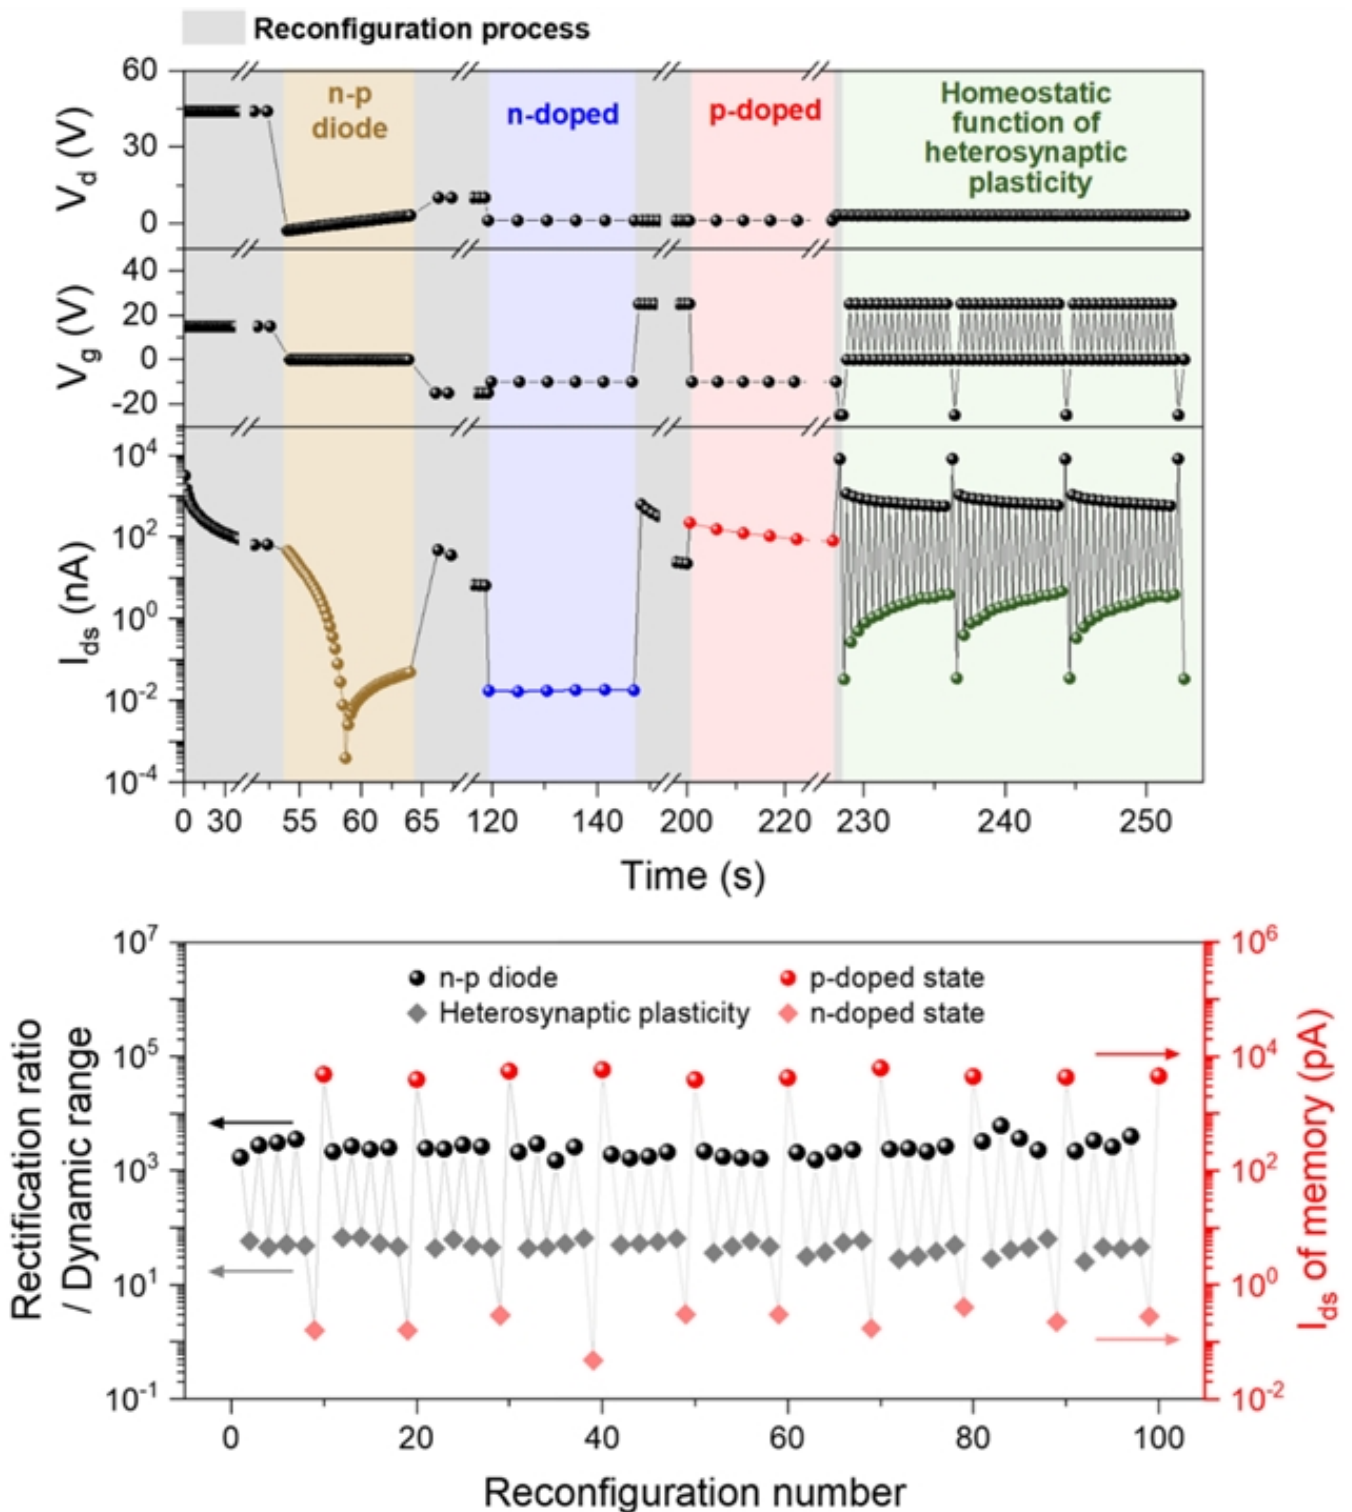 Reconfiguration process
60
30
0
V_d (V)
n-p
diode
n-doped
p-doped
Homeostatic
function of
heterosynaptic
plasticity
40
20
0
-20
V_g (V)
10^4
10^2
10^0
10^-2
10^-4
I_ds (nA)
0 30 55 60 65 120 140 200 220 230 240 250
Time (s)
10^7
10^5
10^3
10^1
10^-1
Rectification ratio
/ Dynamic range
n-p diode
Heterosynaptic plasticity
p-doped state
n-doped state
10^6
10^4
10^2
10^0
10^-2
I_ds of memory (pA)
0 20 40 60 80 100
Reconfiguration number